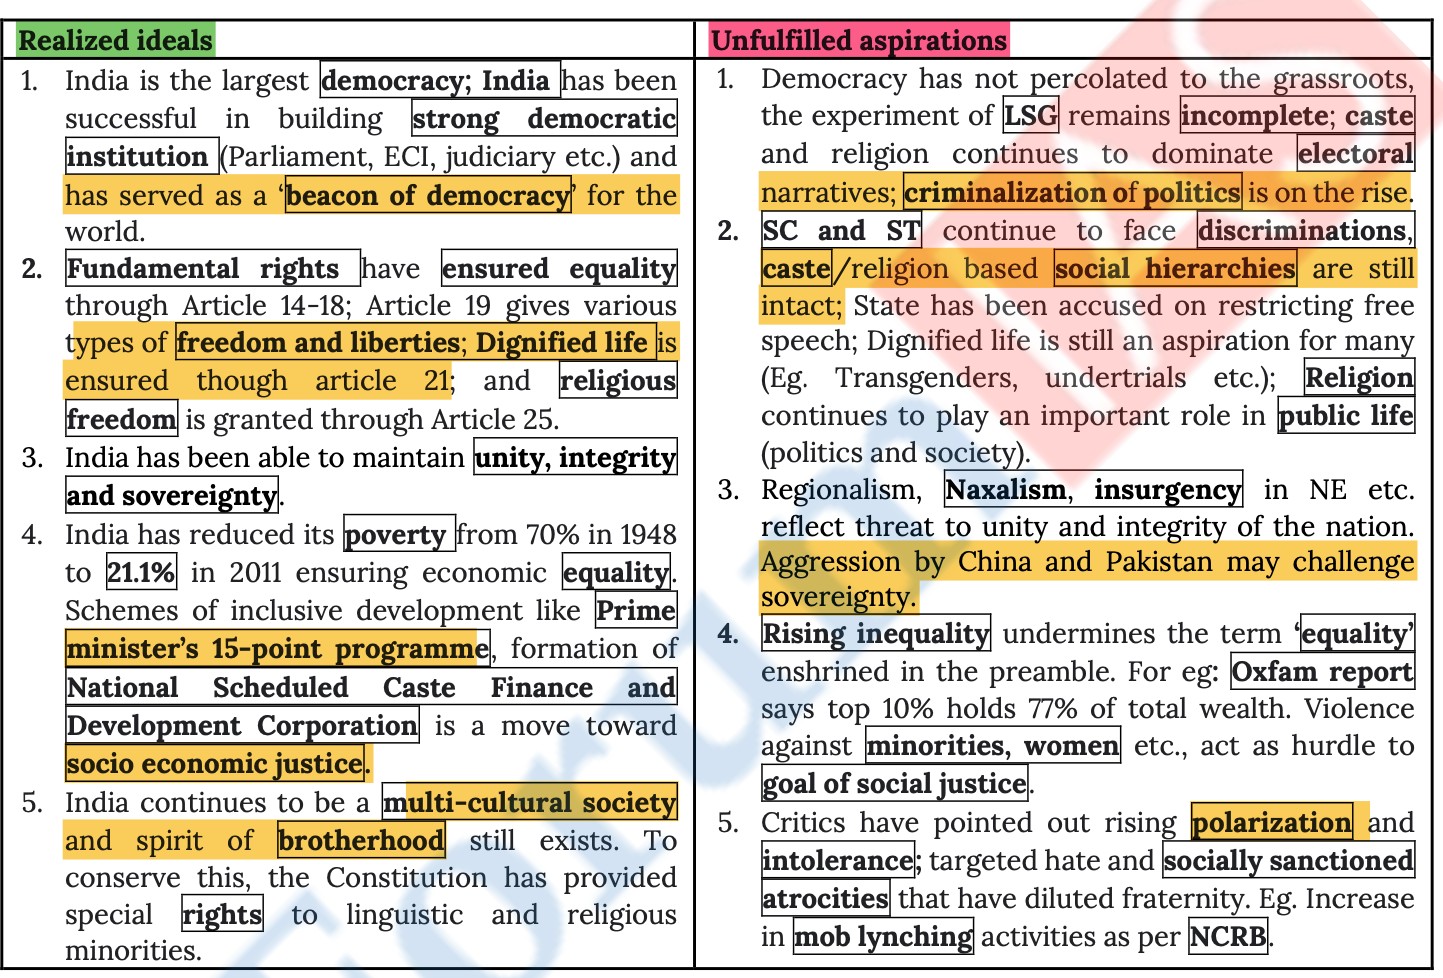 Realized ideals
1. India is the largest democracy; India has been
successful in building strong democratic
institution (Parliament, ECI, judiciary etc.) and
has served as a ‘beacon of democracy’ for the
world.
2. Fundamental rights have ensured equality
through Article 14-18; Article 19 gives various
types of freedom and liberties; Dignified life is
ensured though article 21; and religious
freedom is granted through Article 25.
3. India has been able to maintain unity, integrity
and sovereignty.
4. India has reduced its poverty from 70% in 1948
to 21.1% in 2011 ensuring economic equality.
Schemes of inclusive development like Prime
minister’s 15-point programme, formation of
National Scheduled Caste Finance and
Development Corporation is a move toward
socio economic justice.
5. India continues to be a multi-cultural society
and spirit of brotherhood still exists. To
conserve this, the Constitution has provided
special rights to linguistic and religious
minorities.
Unfulfilled aspirations
1. Democracy has not percolated to the grassroots,
the experiment of LSG remains incomplete; caste
and religion continues to dominate electoral
narratives; criminalization of politics is on the rise.
2. SC and ST continue to face discriminations,
caste/religion based social hierarchies are still
intact; State has been accused on restricting free
speech; Dignified life is still an aspiration for many
(Eg. Transgenders, undertrials etc.); Religion
continues to play an important role in public life
(politics and society).
3. Regionalism, Naxalism, insurgency in NE etc.
reflect threat to unity and integrity of the nation.
Aggression by China and Pakistan may challenge
sovereignty.
4. Rising inequality undermines the term ‘equality’
enshrined in the preamble. For eg: Oxfam report
says top 10% holds 77% of total wealth. Violence
against minorities, women etc., act as hurdle to
goal of social justice.
5. Critics have pointed out rising polarization and
intolerance; targeted hate and socially sanctioned
atrocities that have diluted fraternity. Eg. Increase
in mob lynching activities as per NCRB.
Forum IAS